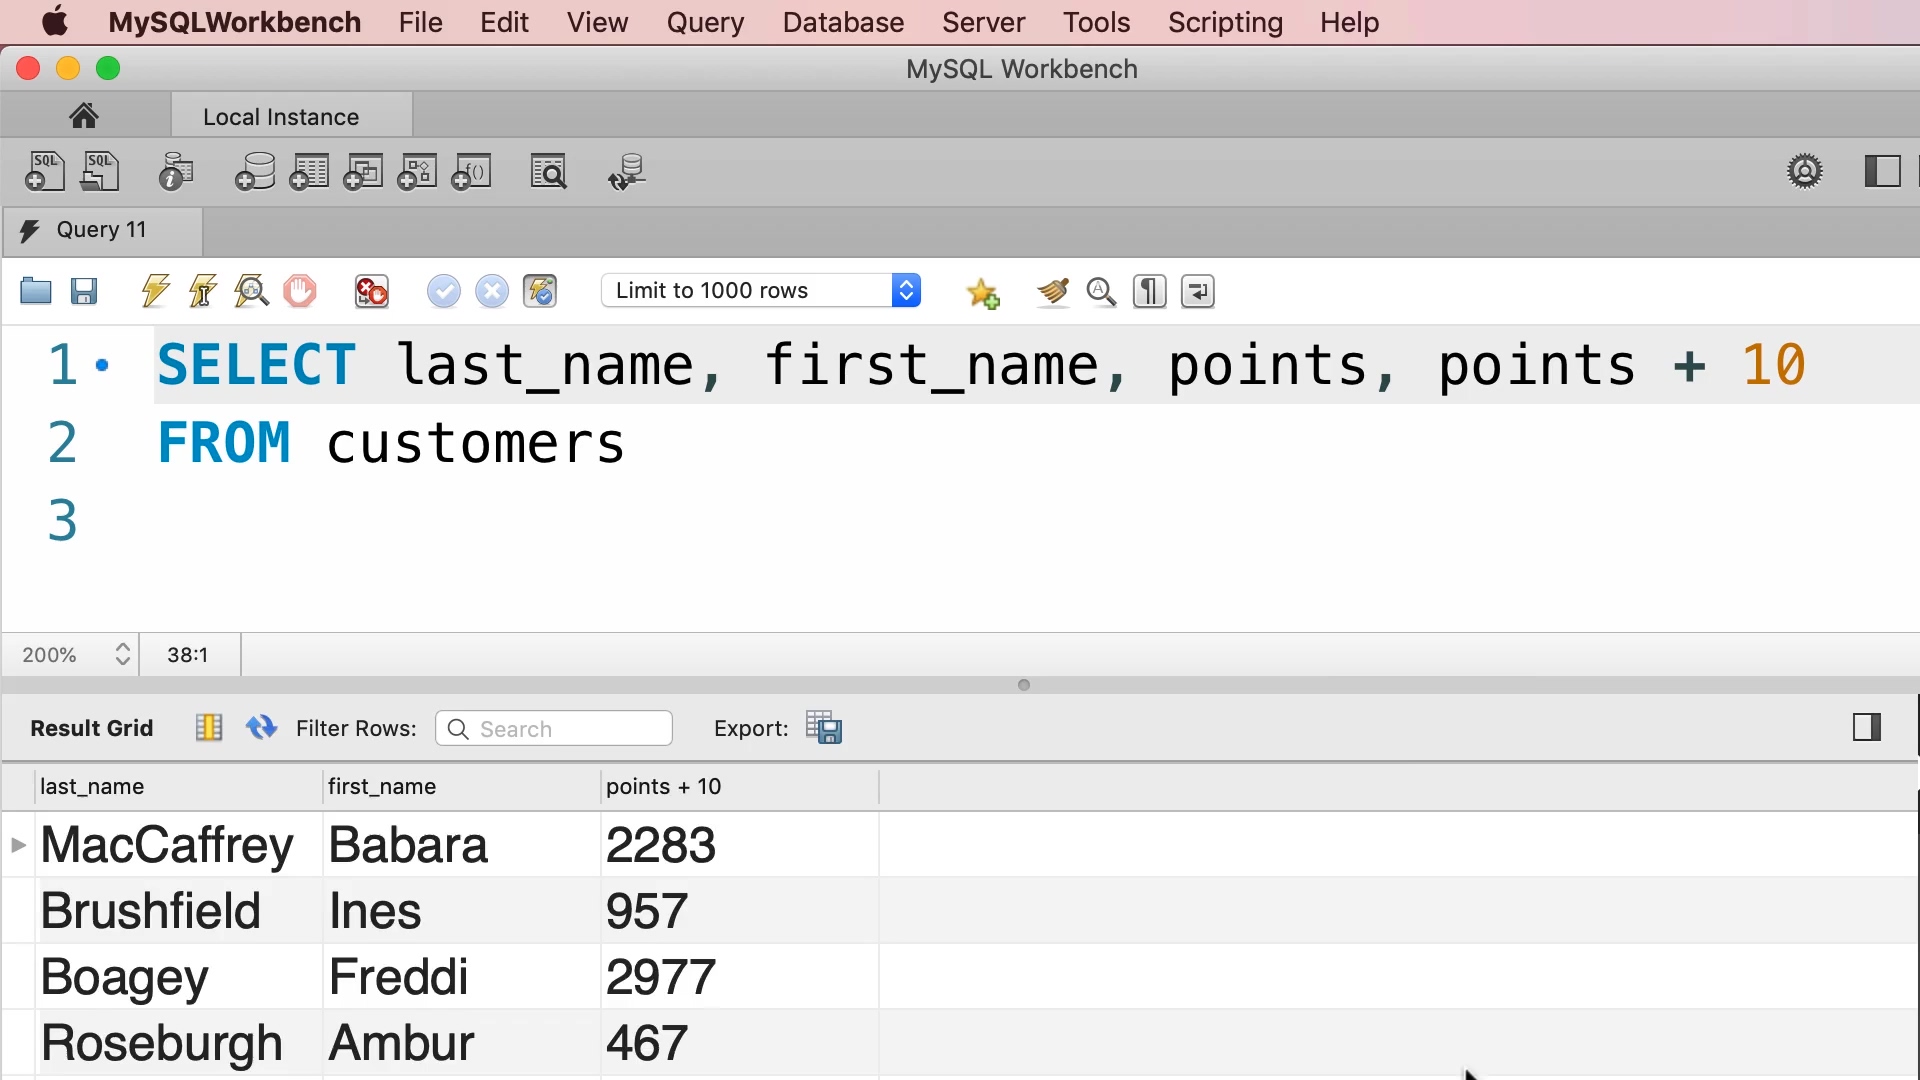 MySQLWorkbench File Edit View Query Database Server Tools Scripting Help
MySQL Workbench
Local Instance
SQL SQL
Query 11
Limit to 1000 rows
1 SELECT last_name, first_name, points, points + 10
2 FROM customers
3
200% 38:1
Result Grid Filter Rows: Search Export:
last_name first_name points + 10
MacCaffrey Babara 2283
Brushfield Ines 957
Boagey Freddi 2977
Roseburgh Ambur 467